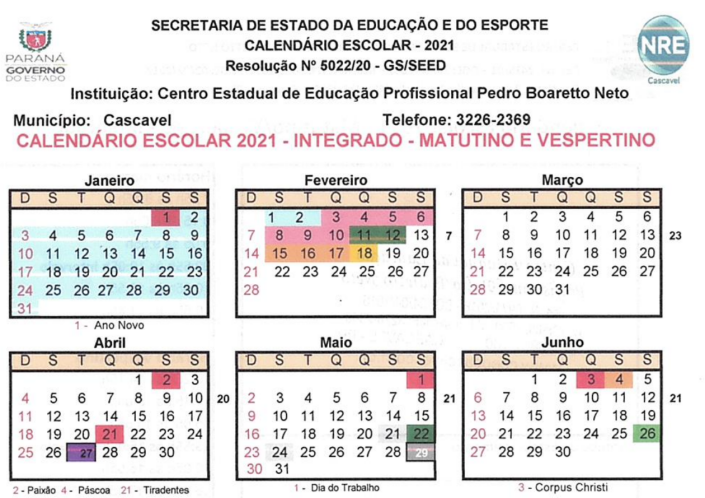 PARANÁ
GOVERNO
DO ESTADO
SECRETARIA DE ESTADO DA EDUCAÇÃO E DO ESPORTE
CALENDÁRIO ESCOLAR - 2021
Resolução Nº 5022/20 - GS/SEED
NRE
Cascavel
Instituição: Centro Estadual de Educação Profissional Pedro Boaretto Neto
Município: Cascavel Telefone: 3226-2369
CALENDÁRIO ESCOLAR 2021 - INTEGRADO - MATUTINO E VESPERTINO
Janeiro
D S T Q Q S S
1 2
3 4 5 6 7 8 9
10 11 12 13 14 15 16
17 18 19 20 21 22 23
24 25 26 27 28 29 30
31
1 - Ano Novo
Fevereiro
D S T Q Q S S
1 2 3 4 5 6
7 8 9 10 11 12 13 7
14 15 16 17 18 19 20
21 22 23 24 25 26 27
28
Março
D S T Q Q S S
1 2 3 4 5 6
7 8 9 10 11 12 13 23
14 15 16 17 18 19 20
21 22 23 24 25 26 27
28 29 30 31
Abril
D S T Q Q S S
1 2 3
4 5 6 7 8 9 10 20
11 12 13 14 15 16 17
18 19 20 21 22 23 24
25 26 27 28 29 30
2 - Paixão 4 - Páscoa 21 - Tiradentes
Maio
D S T Q Q S S
1
2 3 4 5 6 7 8 21
9 10 11 12 13 14 15
16 17 18 19 20 21 22
23 24 25 26 27 28 29
30 31
1 - Dia do Trabalho
Junho
D S T Q Q S S
1 2 3 4 5
6 7 8 9 10 11 12 21
13 14 15 16 17 18 19
20 21 22 23 24 25 26
27 28 29 30
3 - Corpus Christi